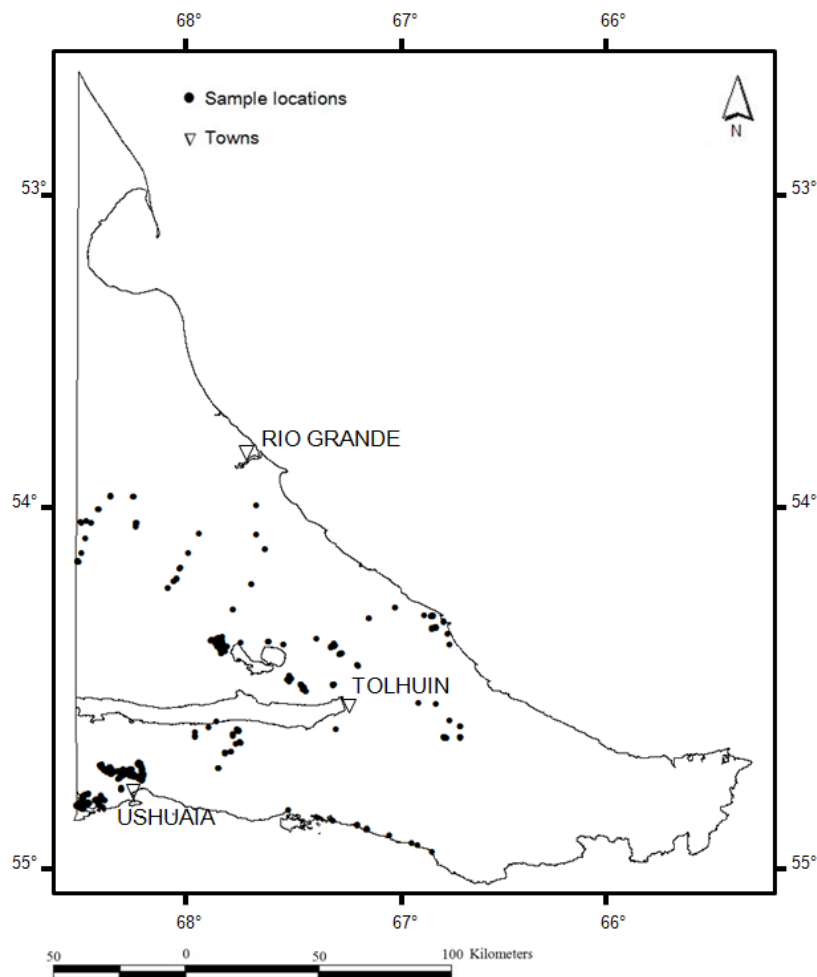 68° 67° 66°
Sample locations
Towns
N
53° 53°
RIO GRANDE
54° 54°
TOLHUIN
USHUAIA
55° 55°
68° 67° 66°
50 0 50 100 Kilometers